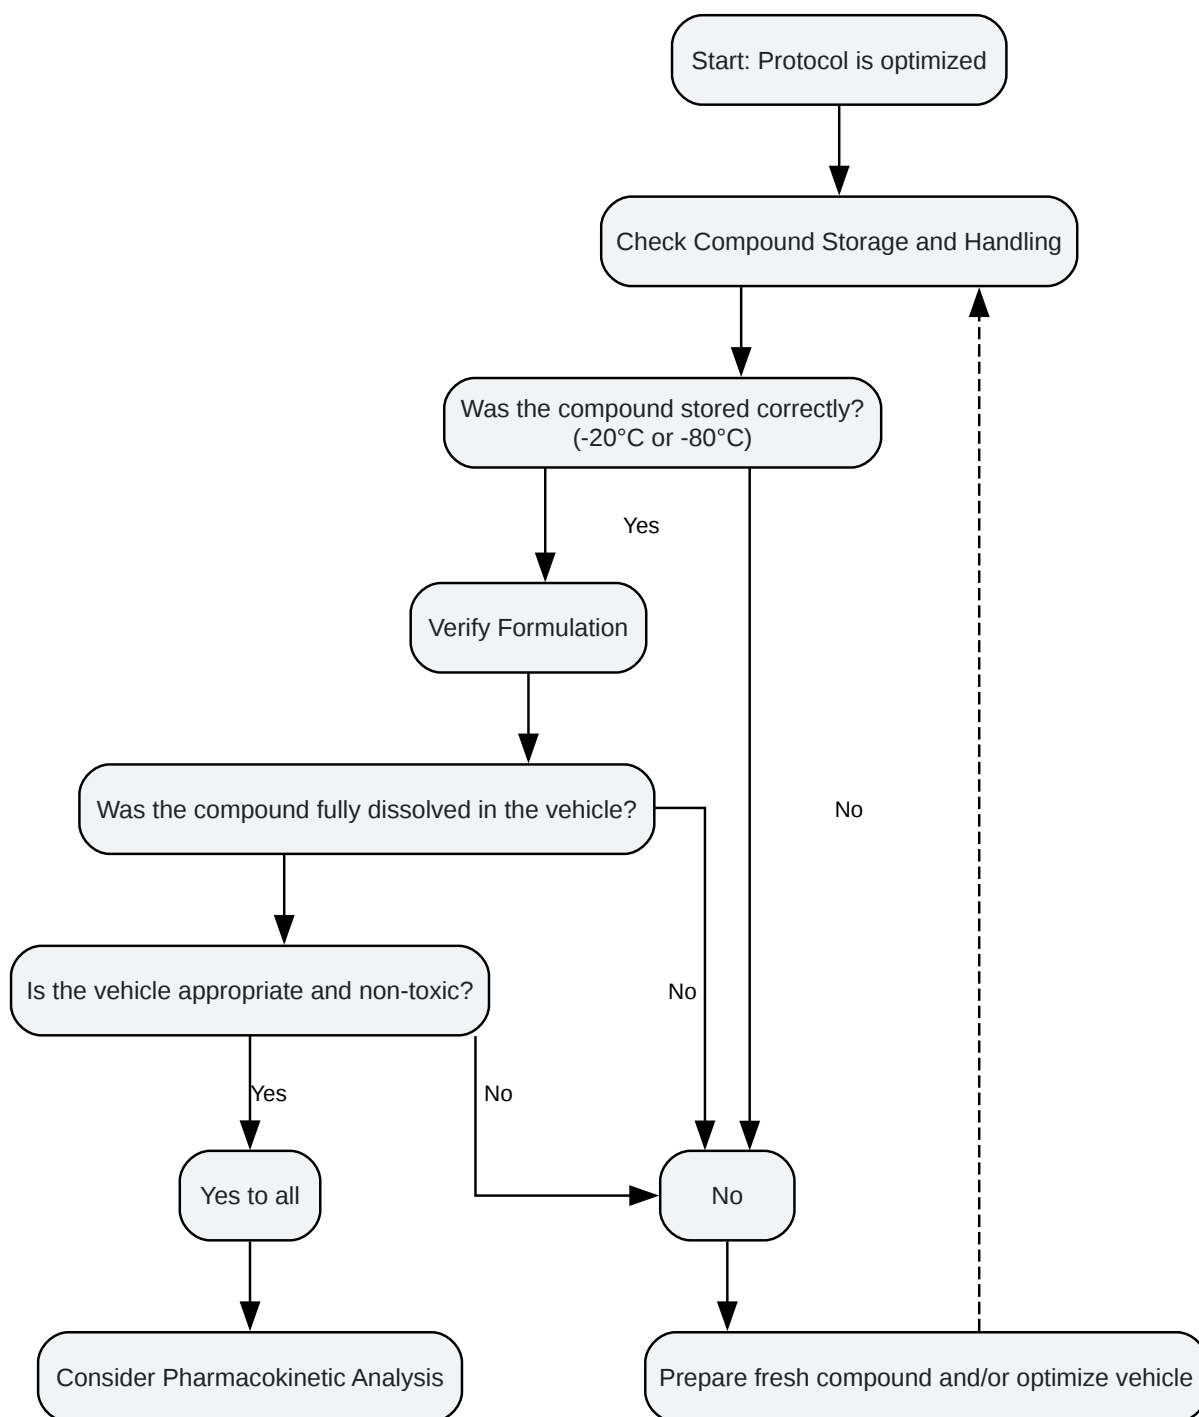 Start: Protocol is optimized
Check Compound Storage and Handling
Was the compound stored correctly?
(-20°C or -80°C)
Yes
Verify Formulation
Was the compound fully dissolved in the vehicle?
No
Is the vehicle appropriate and non-toxic?
No
Yes
No
Yes to all
No
Consider Pharmacokinetic Analysis
Prepare fresh compound and/or optimize vehicle